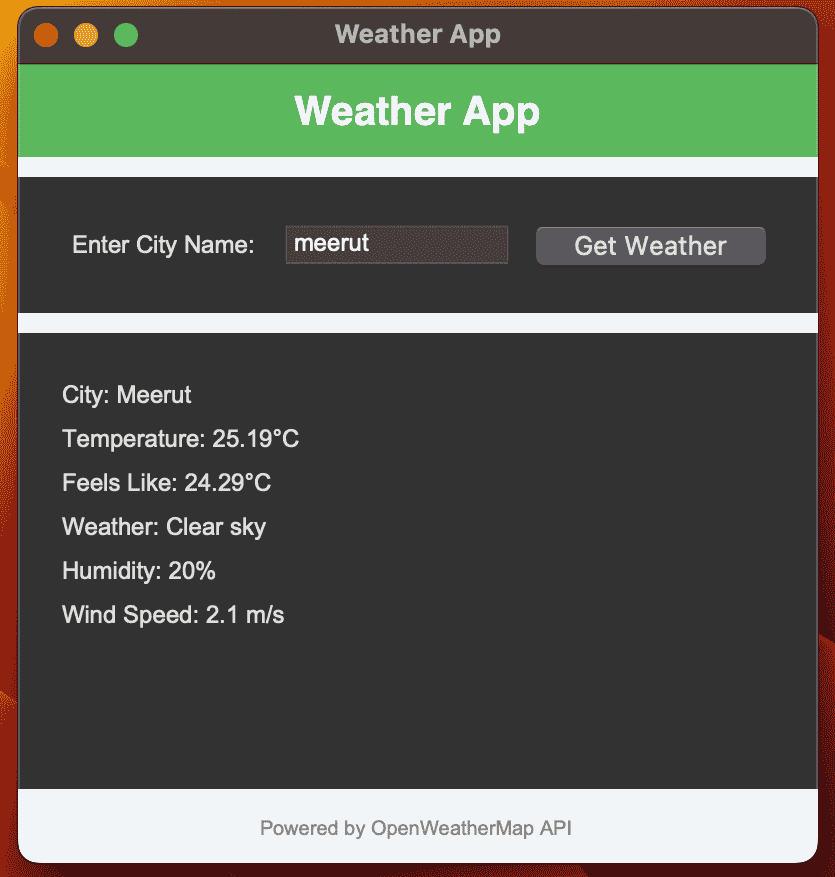 Weather App
Weather App
Enter City Name: meerut Get Weather
City: Meerut
Temperature: 25.19°C
Feels Like: 24.29°C
Weather: Clear sky
Humidity: 20%
Wind Speed: 2.1 m/s
Powered by OpenWeatherMap API